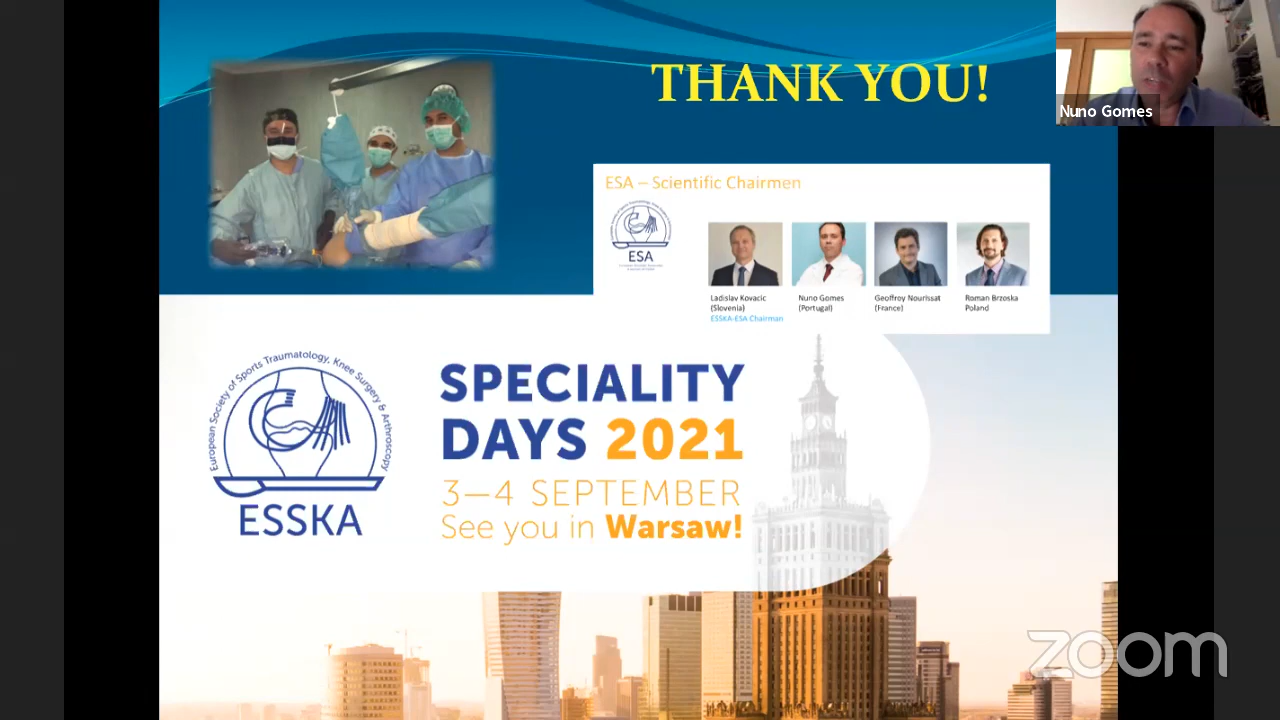 THANK YOU!
Nuno Gomes
ESA – Scientific Chairmen
ESA
Ladislav Kovacic
(Slovenia)
ESSKA-ESA Chairman
Nuno Gomes
(Portugal)
Geoffroy Nourissat
(France)
Roman Brzoska
Poland
European Society of Sports Traumatology, Knee Surgery & Arthroscopy
ESSKA
SPECIALITY
DAYS 2021
3—4 SEPTEMBER
See you in Warsaw!
zoom